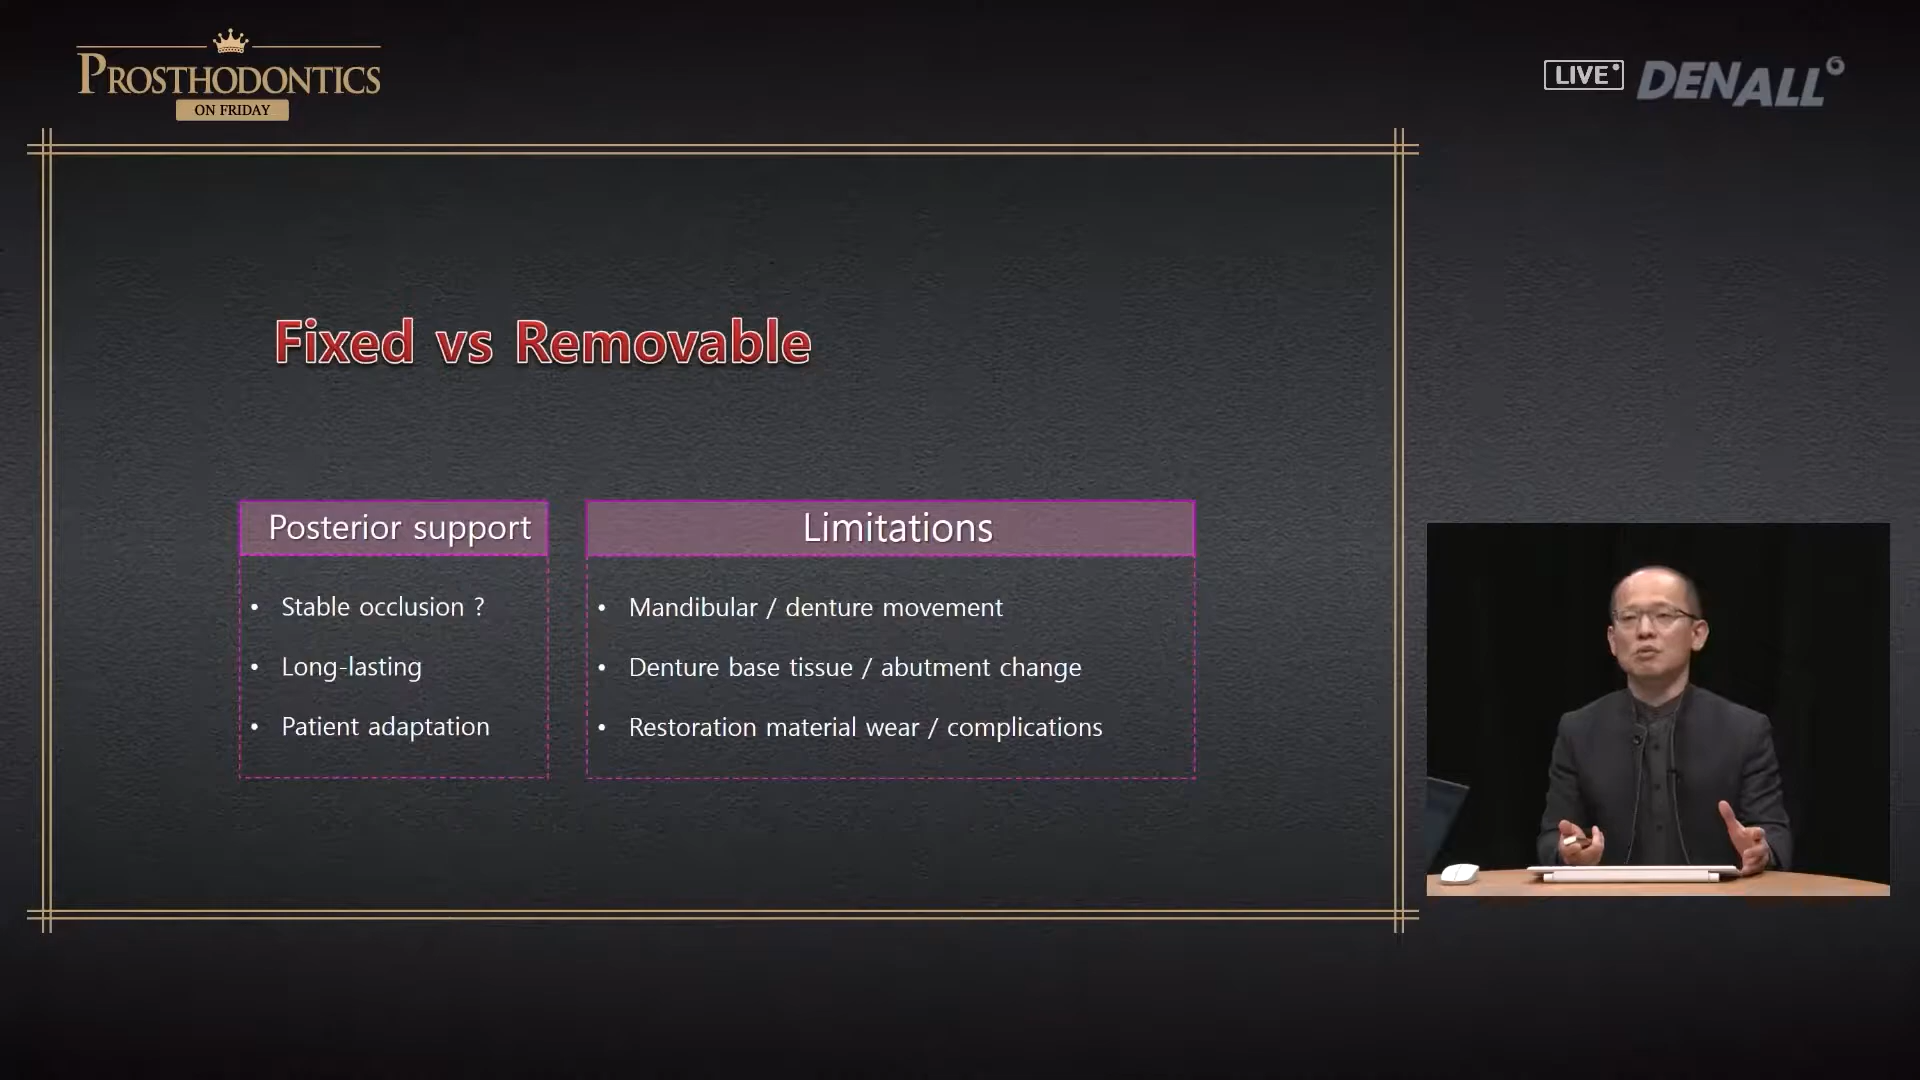 PROSTHODONTICS
ON FRIDAY
LIVE
DENALL
Fixed vs Removable
Posterior support
• Stable occlusion ?
• Long-lasting
• Patient adaptation
Limitations
• Mandibular / denture movement
• Denture base tissue / abutment change
• Restoration material wear / complications